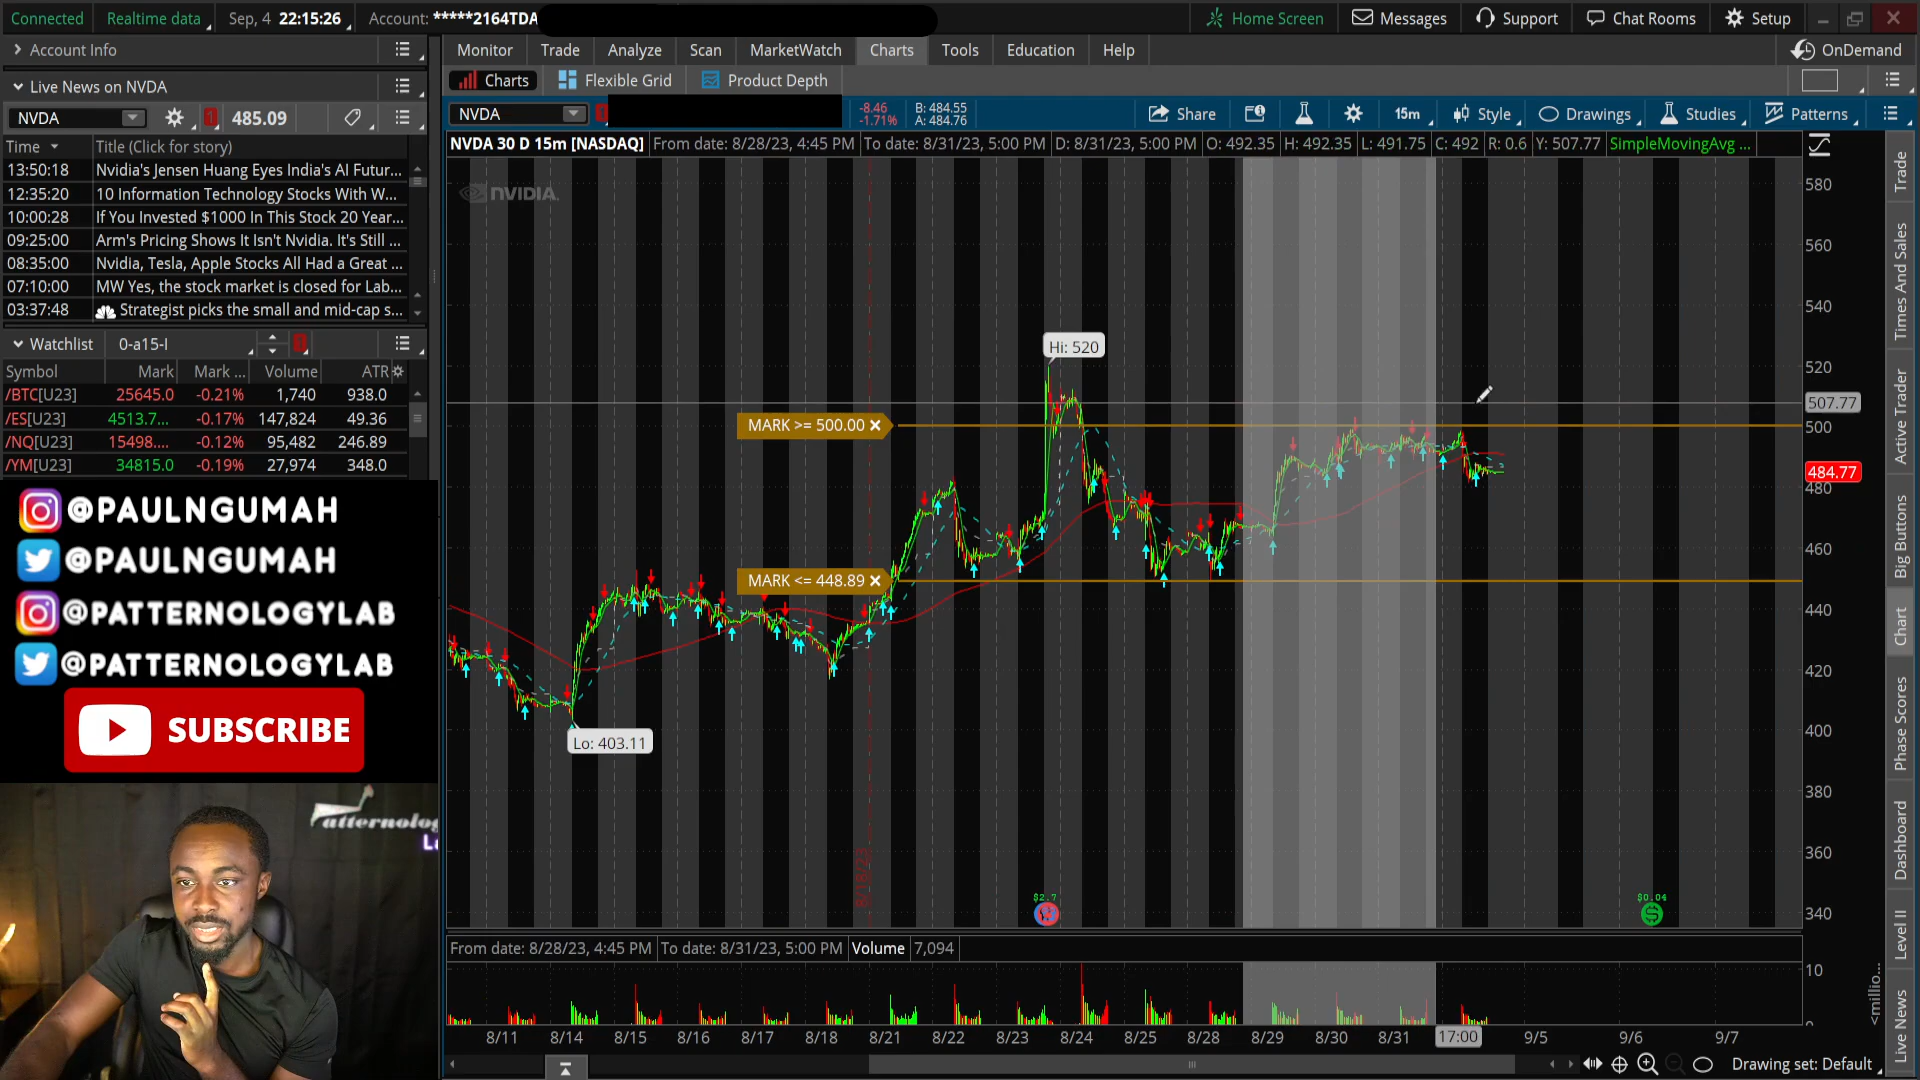 Connected Realtime data Sep, 4 22:15:26 Account: *****2164TDA Home Screen Messages Support Chat Rooms Setup
Account Info
Monitor Trade Analyze Scan MarketWatch Charts Tools Education Help OnDemand
Live News on NVDA
Charts Flexible Grid Product Depth
NVDA 485.09
NVDA -8.46 -1.71% B: 484.55 A: 484.76 Share 15m Style Drawings Studies Patterns
NVDA 30 D 15m [NASDAQ] From date: 8/28/23, 4:45 PM To date: 8/31/23, 5:00 PM D: 8/31/23, 5:00 PM O: 492.35 H: 492.35 L: 491.75 C: 492 R: 0.6 Y: 507.77 SimpleMovingAvg ...
Time Title (Click for story)
13:50:18 Nvidia's Jensen Huang Eyes India's AI Futur...
12:35:20 10 Information Technology Stocks With W...
10:00:28 If You Invested $1000 In This Stock 20 Year...
09:25:00 Arm's Pricing Shows It Isn't Nvidia. It's Still ...
08:35:00 Nvidia, Tesla, Apple Stocks All Had a Great ...
07:10:00 MW Yes, the stock market is closed for Lab...
03:37:48 Strategist picks the small and mid-cap s...
Watchlist 0-a15-I
Symbol Mark Mark ... Volume ATR
/BTC[U23] 25645.0 -0.21% 1,740 938.0
/ES[U23] 4513.7... -0.17% 147,824 49.36
/NQ[U23] 15498.... -0.12% 95,482 246.89
/YM[U23] 34815.0 -0.19% 27,974 348.0
@PAULNGUMAH
@PAULNGUMAH
@PATTERNOLOGYLAB
@PATTERNOLOGYLAB
SUBSCRIBE
NVIDIA.
Hi: 520
MARK >= 500.00
MARK <= 448.89
Lo: 403.11
8/18/23
$2.7
$0.04
580
560
540
520
507.77
500
484.77
480
460
440
420
400
380
360
340
From date: 8/28/23, 4:45 PM To date: 8/31/23, 5:00 PM Volume 7,094
10
<millio...
8/11 8/14 8/15 8/16 8/17 8/18 8/21 8/22 8/23 8/24 8/25 8/28 8/29 8/30 8/31 17:00 9/5 9/6 9/7
Drawing set: Default
Trade
Times And Sales
Active Trader
Big Buttons
Chart
Phase Scores
Dashboard
Level II
Live News